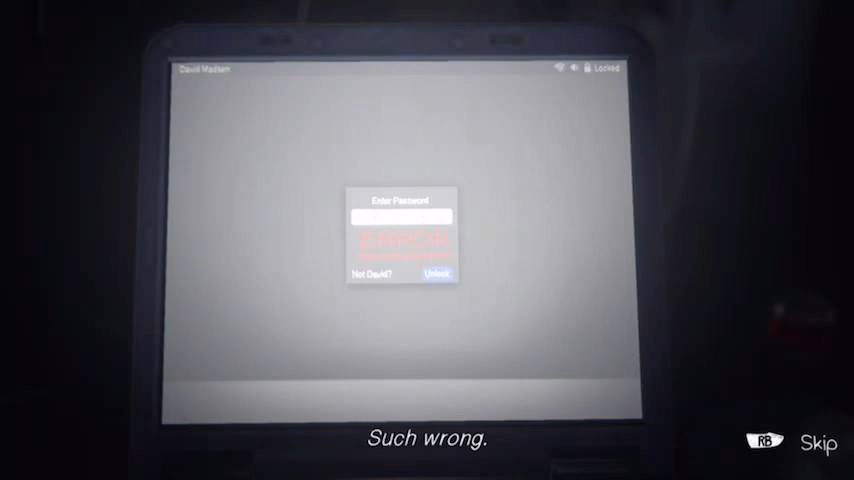 David Madsen
Locked
Enter Password
ERROR
Not David?
Unlock
Such wrong.
RB
Skip